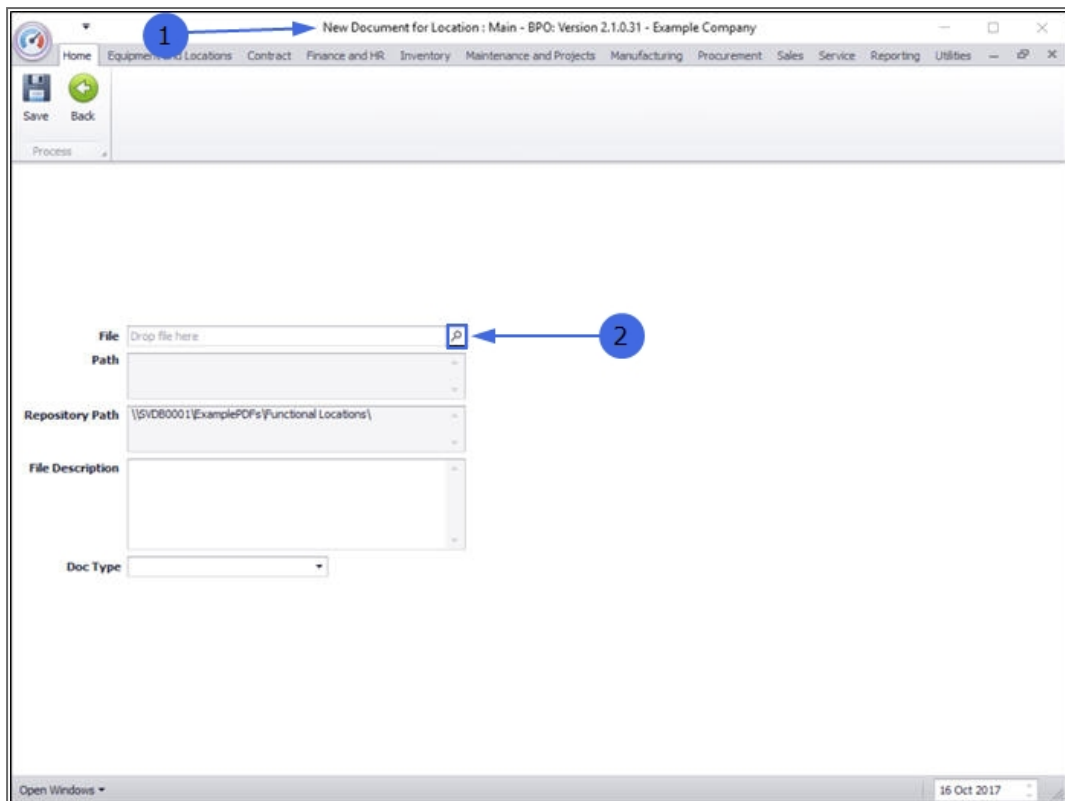 1
New Document for Location : Main - BPO: Version 2.1.0.31 - Example Company
Home Equipment and Locations Contract Finance and HR Inventory Maintenance and Projects Manufacturing Procurement Sales Service Reporting Utilities
Save Back
Process
File Drop file here
2
Path
Repository Path \\SVDB0001\ExamplePDFs\Functional Locations\
File Description
Doc Type
Open Windows 16 Oct 2017